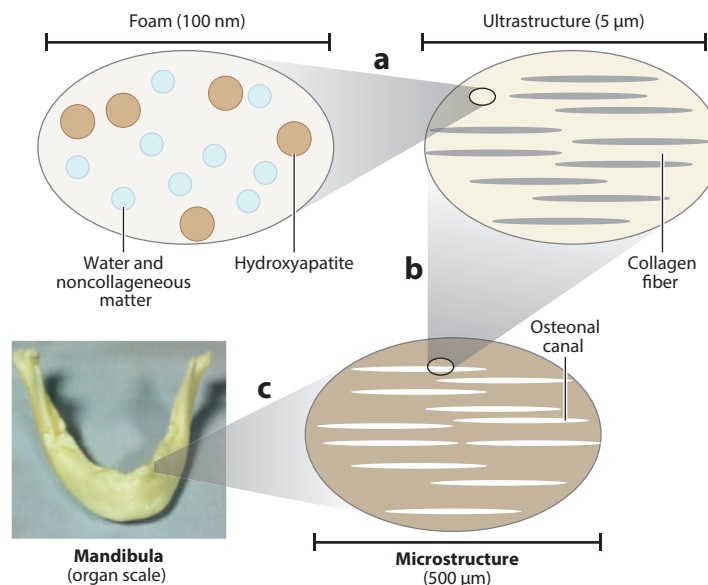 Foam (100 nm)
Ultrastructure (5 μm)
a
Water and
noncollageneous
matter
Hydroxyapatite
Collagen
fiber
b
Osteonal
canal
c
Mandibula
(organ scale)
Microstructure
(500 μm)